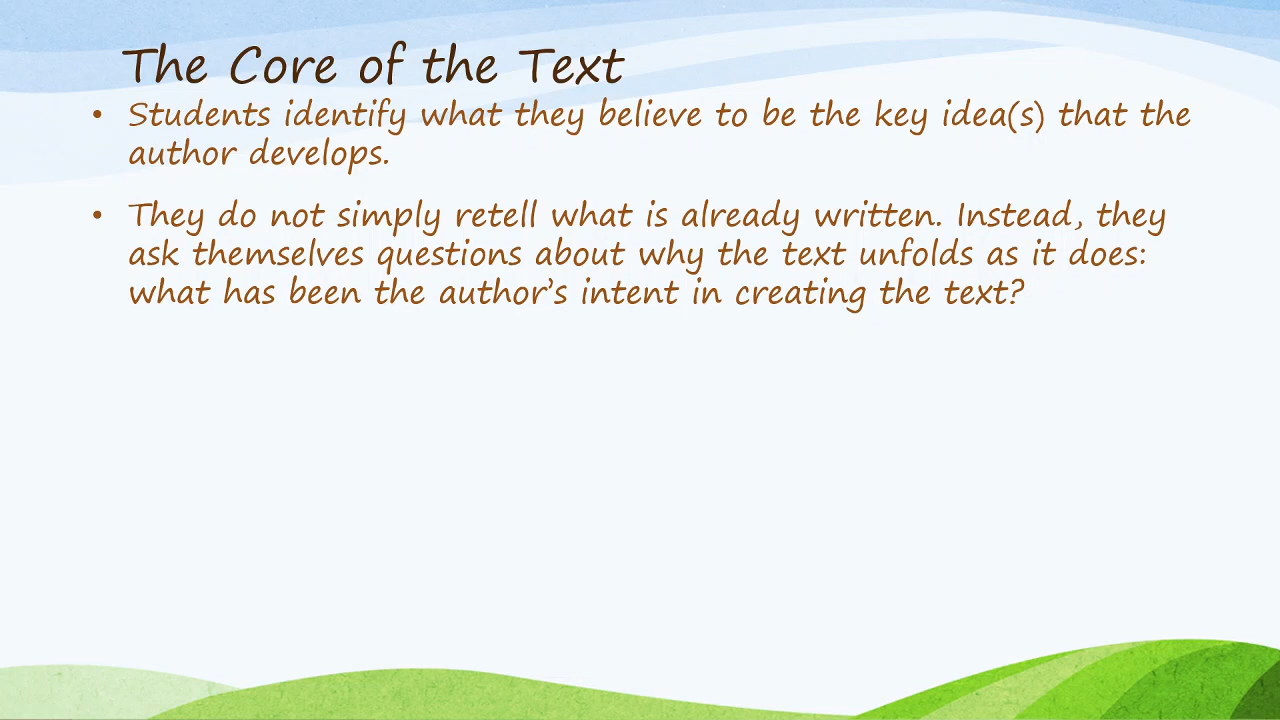 The Core of the Text
• Students identify what they believe to be the key idea(s) that the
author develops.
• They do not simply retell what is already written. Instead, they
ask themselves questions about why the text unfolds as it does:
what has been the author’s intent in creating the text?